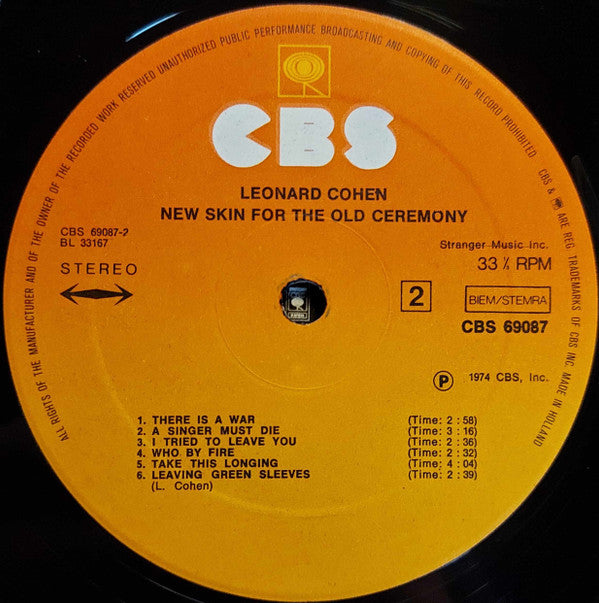 ALL RIGHTS OF THE MANUFACTURER AND OF THE OWNER OF THE RECORDED WORK RESERVED UNAUTHORIZED PUBLIC PERFORMANCE BROADCASTING AND COPYING OF THIS RECORD PROHIBITED CBS & ARE REG. TRADEMARKS OF CBS INC. MADE IN HOLLAND
CBS
LEONARD COHEN
NEW SKIN FOR THE OLD CEREMONY
CBS 69087-2
BL 33167
STEREO
Stranger Music Inc.
33 ⅓ RPM
2
BIEM/STEMRA
CBS 69087
Ⓟ 1974 CBS, Inc.
1. THERE IS A WAR (Time: 2 : 58)
2. A SINGER MUST DIE (Time: 3 : 16)
3. I TRIED TO LEAVE YOU (Time: 2 : 36)
4. WHO BY FIRE (Time: 2 : 32)
5. TAKE THIS LONGING (Time: 4 : 04)
6. LEAVING GREEN SLEEVES (Time: 2 : 39)
(L. Cohen)